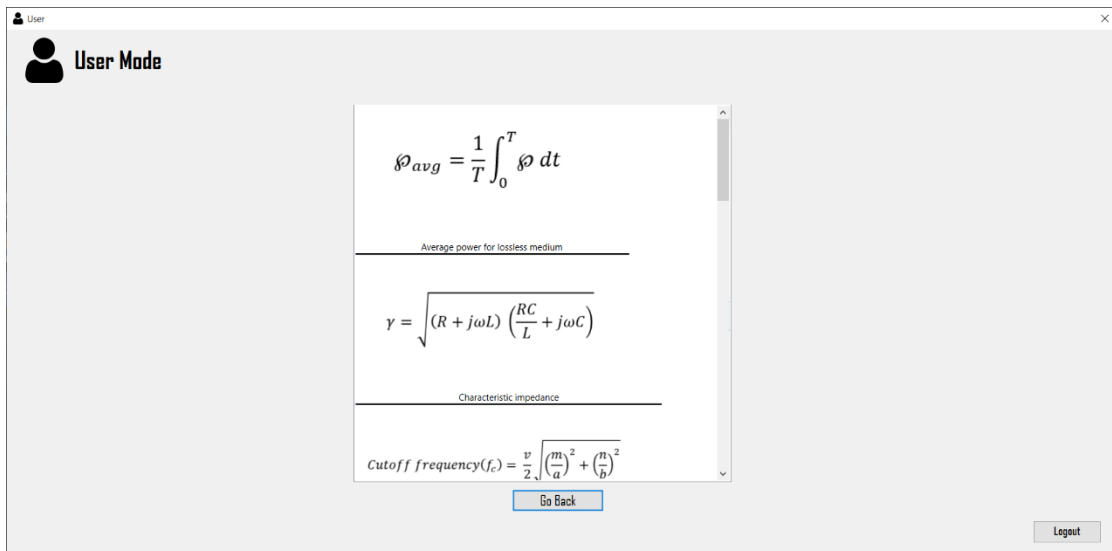 User
User Mode
℘avg = 1/T ∫₀ᵀ ℘ dt
Average power for lossless medium
γ = √((R + jωL) (RC/L + jωC))
Characteristic impedance
Cutoff frequency(f_c) = v/2 √((m/a)² + (n/b)²)
Go Back
Logout